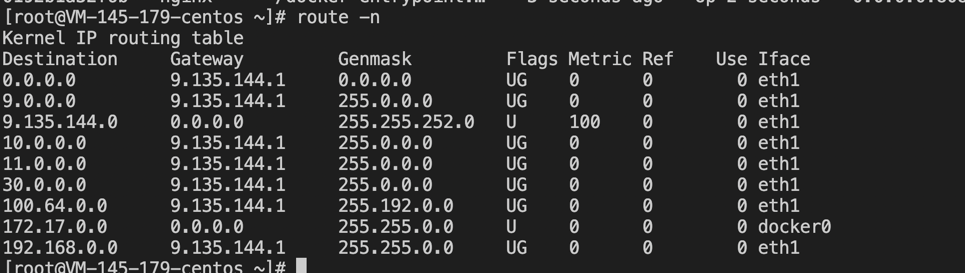 [root@VM-145-179-centos ~]# route -n
Kernel IP routing table
Destination     Gateway         Genmask         Flags Metric Ref    Use Iface
0.0.0.0         9.135.144.1     0.0.0.0         UG    0      0        0 eth1
9.0.0.0         9.135.144.1     255.0.0.0       UG    0      0        0 eth1
9.135.144.0     0.0.0.0         255.255.252.0   U     100    0        0 eth1
10.0.0.0        9.135.144.1     255.0.0.0       UG    0      0        0 eth1
11.0.0.0        9.135.144.1     255.0.0.0       UG    0      0        0 eth1
30.0.0.0        9.135.144.1     255.0.0.0       UG    0      0        0 eth1
100.64.0.0      9.135.144.1     255.192.0.0     UG    0      0        0 eth1
172.17.0.0      0.0.0.0         255.255.0.0     U     0      0        0 docker0
192.168.0.0     9.135.144.1     255.255.0.0     UG    0      0        0 eth1
[root@VM-145-179-centos ~]#